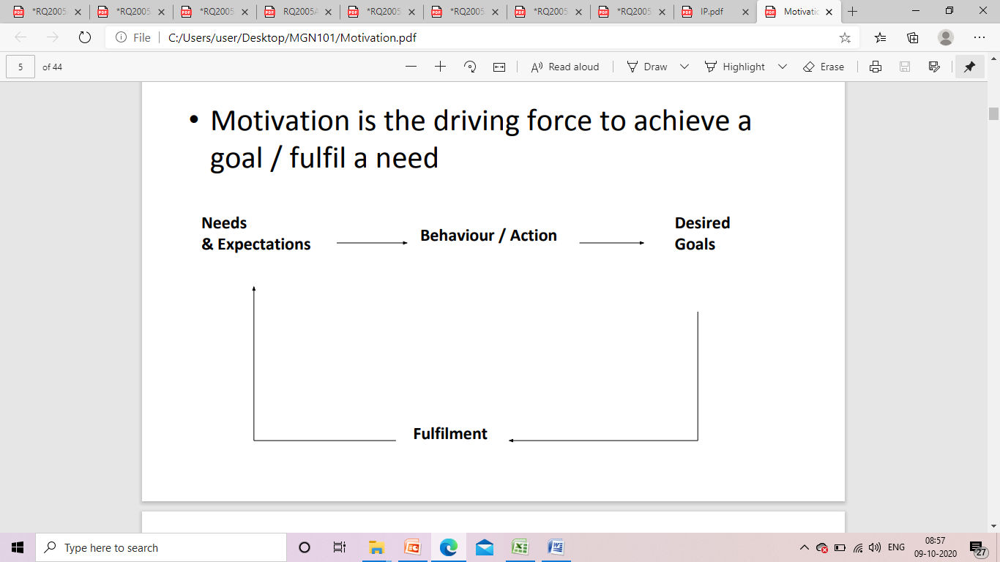 *RQ2005
*RQ2005
*RQ2005
RQ2005A
*RQ2005
*RQ2005
*RQ2005
*RQ2005
IP.pdf
Motivatic
File
C:/Users/user/Desktop/MGN101/Motivation.pdf
5 of 44
Read aloud
Draw
Highlight
Erase
• Motivation is the driving force to achieve a
goal / fulfil a need
Needs
& Expectations
Behaviour / Action
Desired
Goals
Fulfilment
Type here to search
ENG
08:57
09-10-2020
27